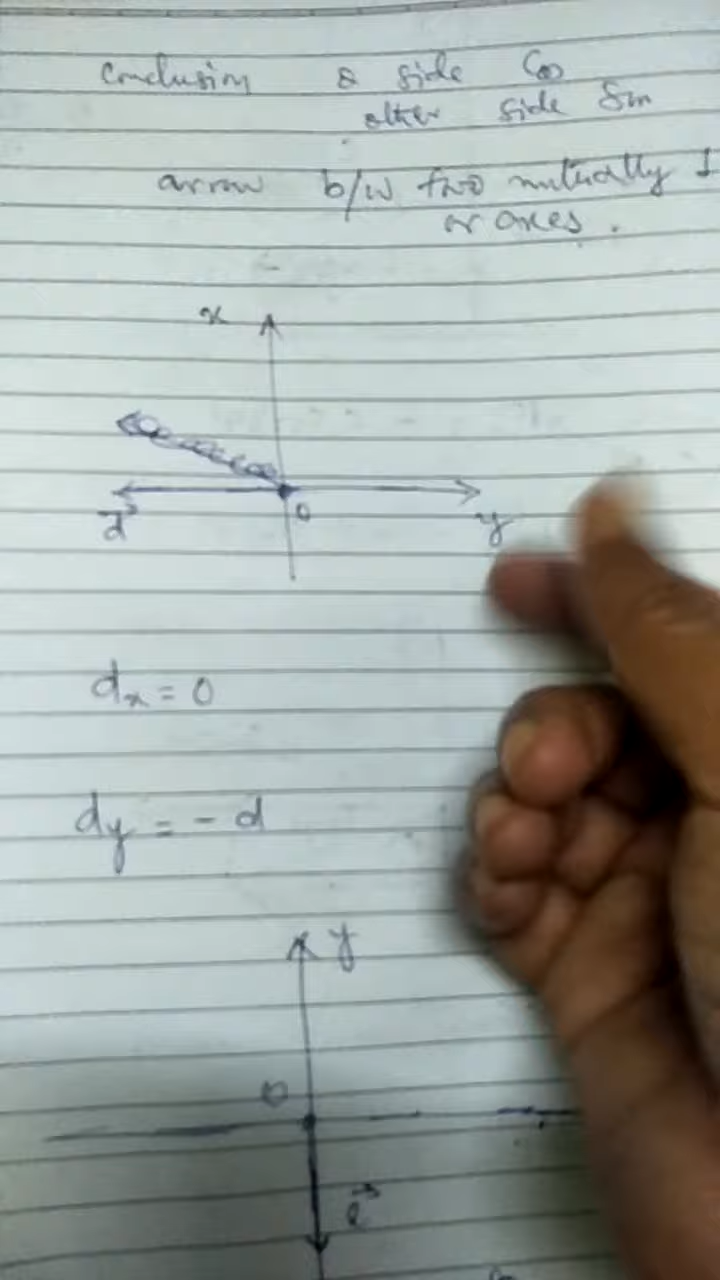 Conclusion θ side Cos
other side Sin
arrow b/w two mutually ⊥
ar axes.
x
d⃗ O y
dx = 0
dy = - d
y
O
e⃗